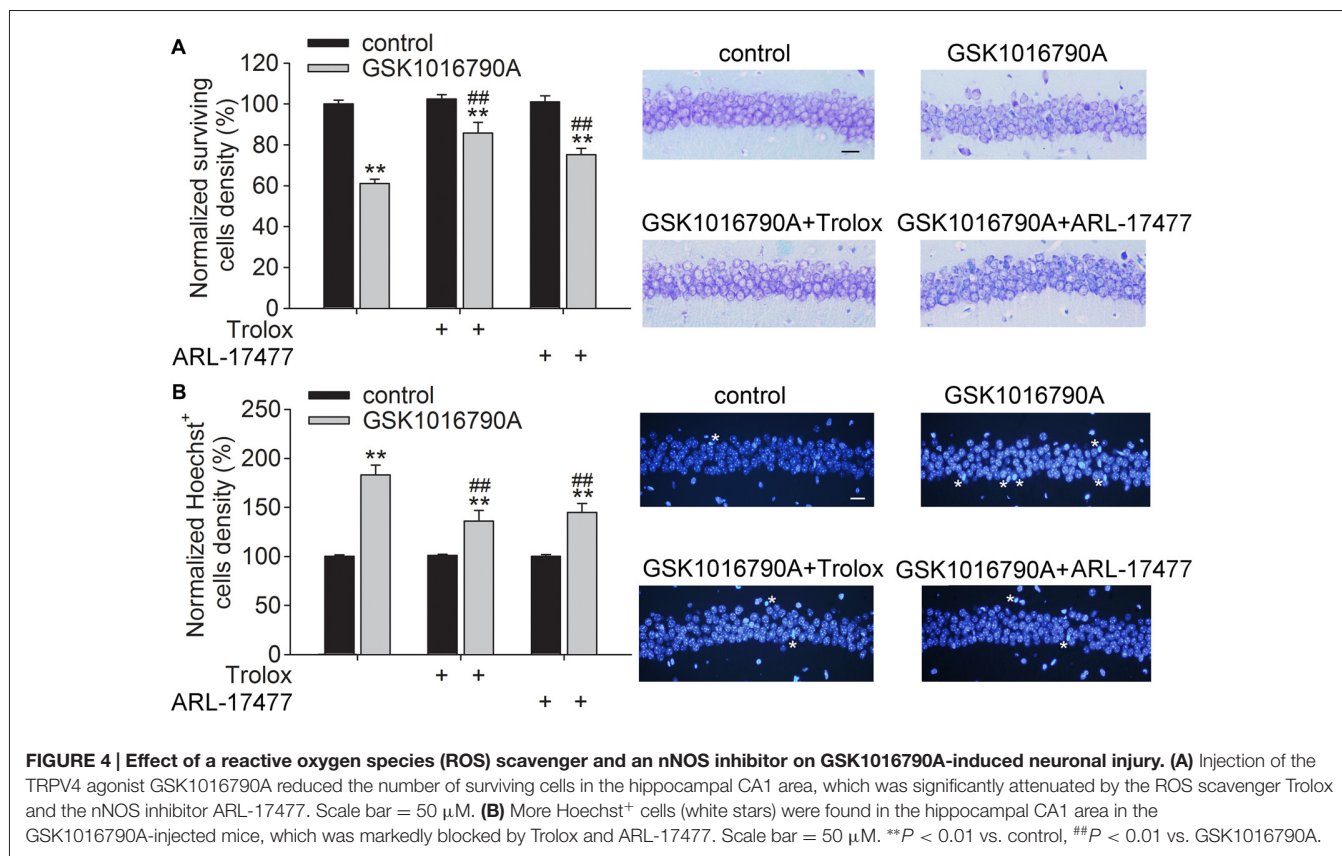 A
control
GSK1016790A
Normalized surviving
cells density (%)
120
100
80
60
40
20
0
**
##
**
##
**
Trolox
+ +
ARL-17477
+ +
control
GSK1016790A
GSK1016790A+Trolox
GSK1016790A+ARL-17477
B
control
GSK1016790A
Normalized Hoechst⁺
cells density (%)
250
200
150
100
50
0
**
##
**
##
**
Trolox
+ +
ARL-17477
+ +
control
GSK1016790A
*
*
* * * *
GSK1016790A+Trolox
GSK1016790A+ARL-17477
*
*
*
*
FIGURE 4 | Effect of a reactive oxygen species (ROS) scavenger and an nNOS inhibitor on GSK1016790A-induced neuronal injury. (A) Injection of the
TRPV4 agonist GSK1016790A reduced the number of surviving cells in the hippocampal CA1 area, which was significantly attenuated by the ROS scavenger Trolox
and the nNOS inhibitor ARL-17477. Scale bar = 50 μM. (B) More Hoechst⁺ cells (white stars) were found in the hippocampal CA1 area in the
GSK1016790A-injected mice, which was markedly blocked by Trolox and ARL-17477. Scale bar = 50 μM. **P < 0.01 vs. control, ##P < 0.01 vs. GSK1016790A.